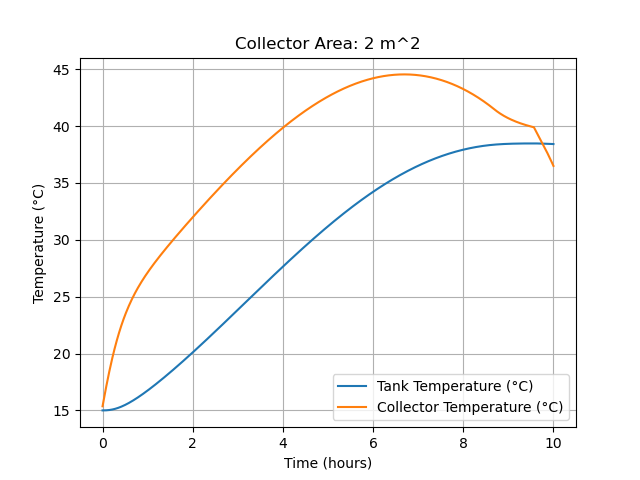 Collector Area: 2 m^2
45
40
35
30
25
20
15
Temperature (°C)
Tank Temperature (°C)
Collector Temperature (°C)
0
2
4
6
8
10
Time (hours)